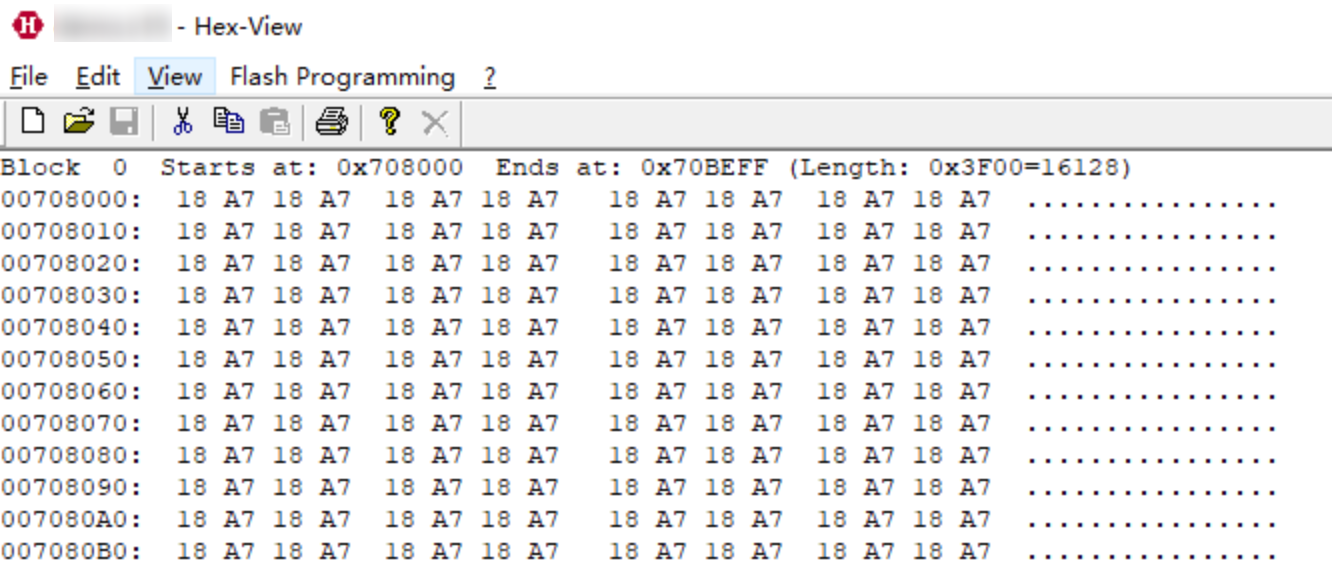 H - Hex-View
File Edit View Flash Programming ?
Block 0 Starts at: 0x708000 Ends at: 0x70BEFF (Length: 0x3F00=16128)
00708000: 18 A7 18 A7 18 A7 18 A7 18 A7 18 A7 18 A7 18 A7 ................
00708010: 18 A7 18 A7 18 A7 18 A7 18 A7 18 A7 18 A7 18 A7 ................
00708020: 18 A7 18 A7 18 A7 18 A7 18 A7 18 A7 18 A7 18 A7 ................
00708030: 18 A7 18 A7 18 A7 18 A7 18 A7 18 A7 18 A7 18 A7 ................
00708040: 18 A7 18 A7 18 A7 18 A7 18 A7 18 A7 18 A7 18 A7 ................
00708050: 18 A7 18 A7 18 A7 18 A7 18 A7 18 A7 18 A7 18 A7 ................
00708060: 18 A7 18 A7 18 A7 18 A7 18 A7 18 A7 18 A7 18 A7 ................
00708070: 18 A7 18 A7 18 A7 18 A7 18 A7 18 A7 18 A7 18 A7 ................
00708080: 18 A7 18 A7 18 A7 18 A7 18 A7 18 A7 18 A7 18 A7 ................
00708090: 18 A7 18 A7 18 A7 18 A7 18 A7 18 A7 18 A7 18 A7 ................
007080A0: 18 A7 18 A7 18 A7 18 A7 18 A7 18 A7 18 A7 18 A7 ................
007080B0: 18 A7 18 A7 18 A7 18 A7 18 A7 18 A7 18 A7 18 A7 ................